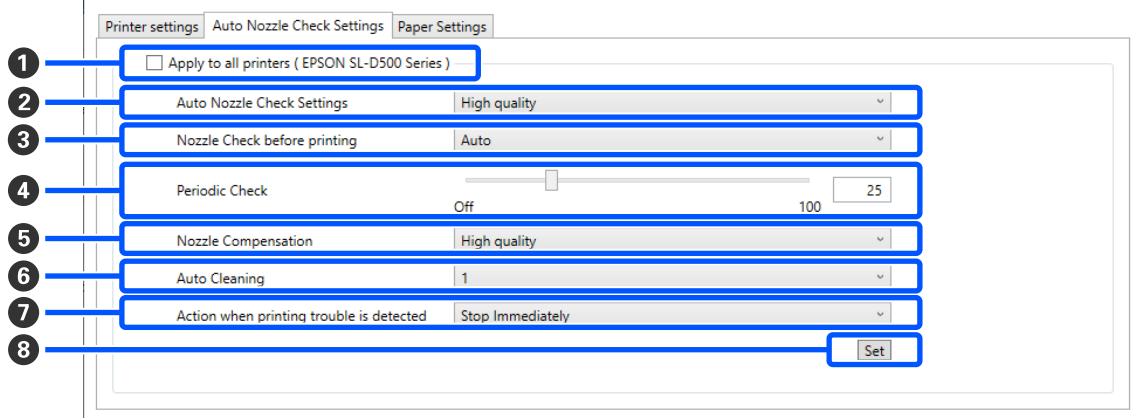 Printer settings Auto Nozzle Check Settings Paper Settings
1 Apply to all printers ( EPSON SL-D500 Series )
2 Auto Nozzle Check Settings High quality
3 Nozzle Check before printing Auto
4 Periodic Check 25
Off 100
5 Nozzle Compensation High quality
6 Auto Cleaning 1
7 Action when printing trouble is detected Stop Immediately
8 Set